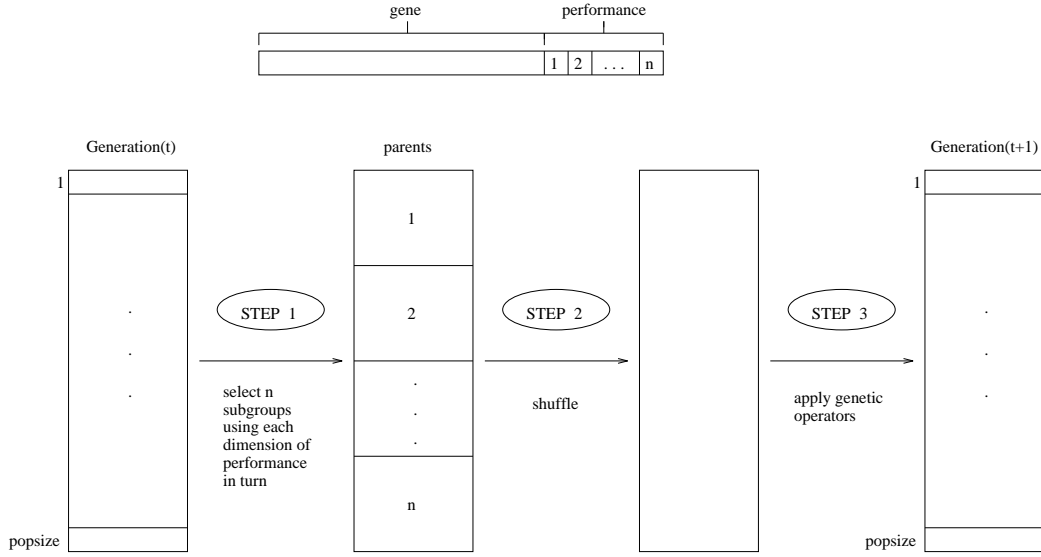 gene performance
1 2 . . . n
Generation(t) parents Generation(t+1)
1 1
1
STEP 1 2 STEP 2 STEP 3
select n
subgroups
using each
dimension of
performance
in turn
shuffle
apply genetic
operators
n
popsize popsize